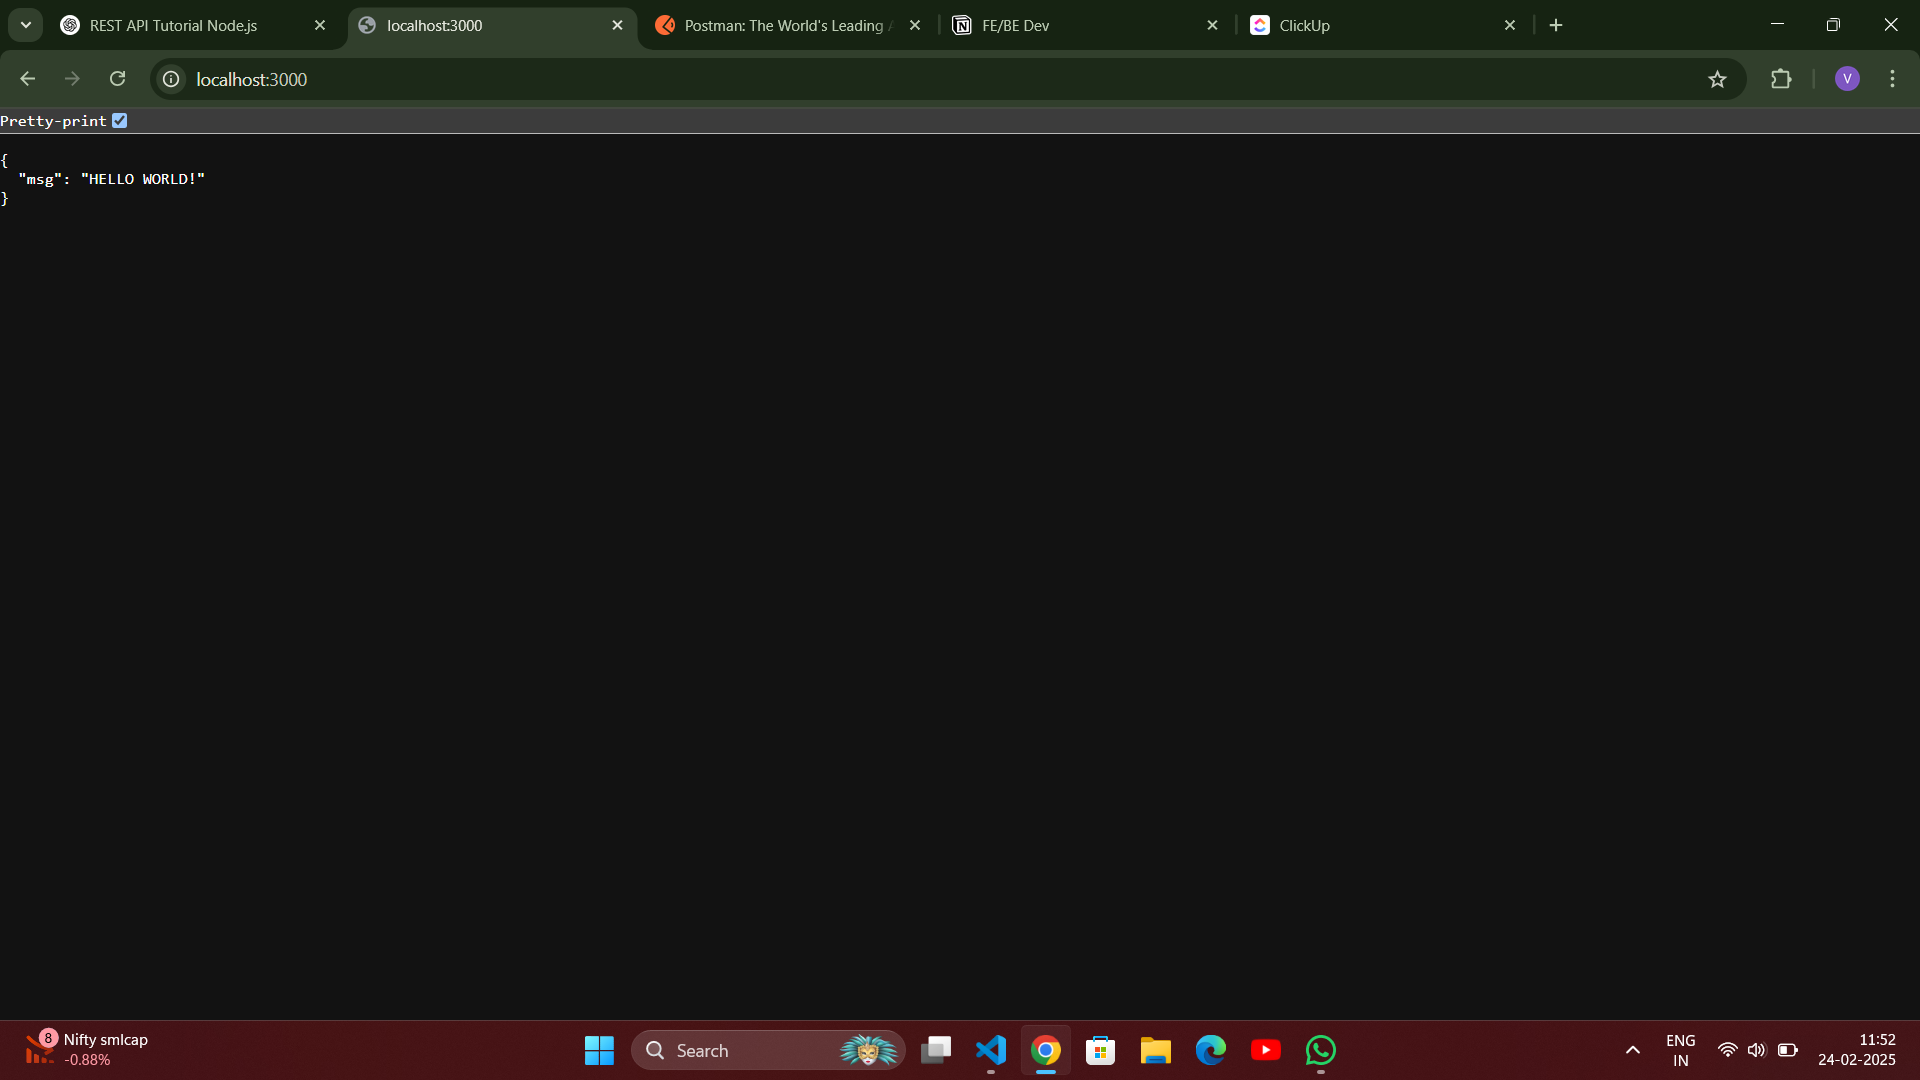 REST API Tutorial Node.js
localhost:3000
Postman: The World's Leading
FE/BE Dev
ClickUp
localhost:3000
V
Pretty-print
{
"msg": "HELLO WORLD!"
}
8
Nifty smlcap
-0.88%
Search
ENG
IN
11:52
24-02-2025